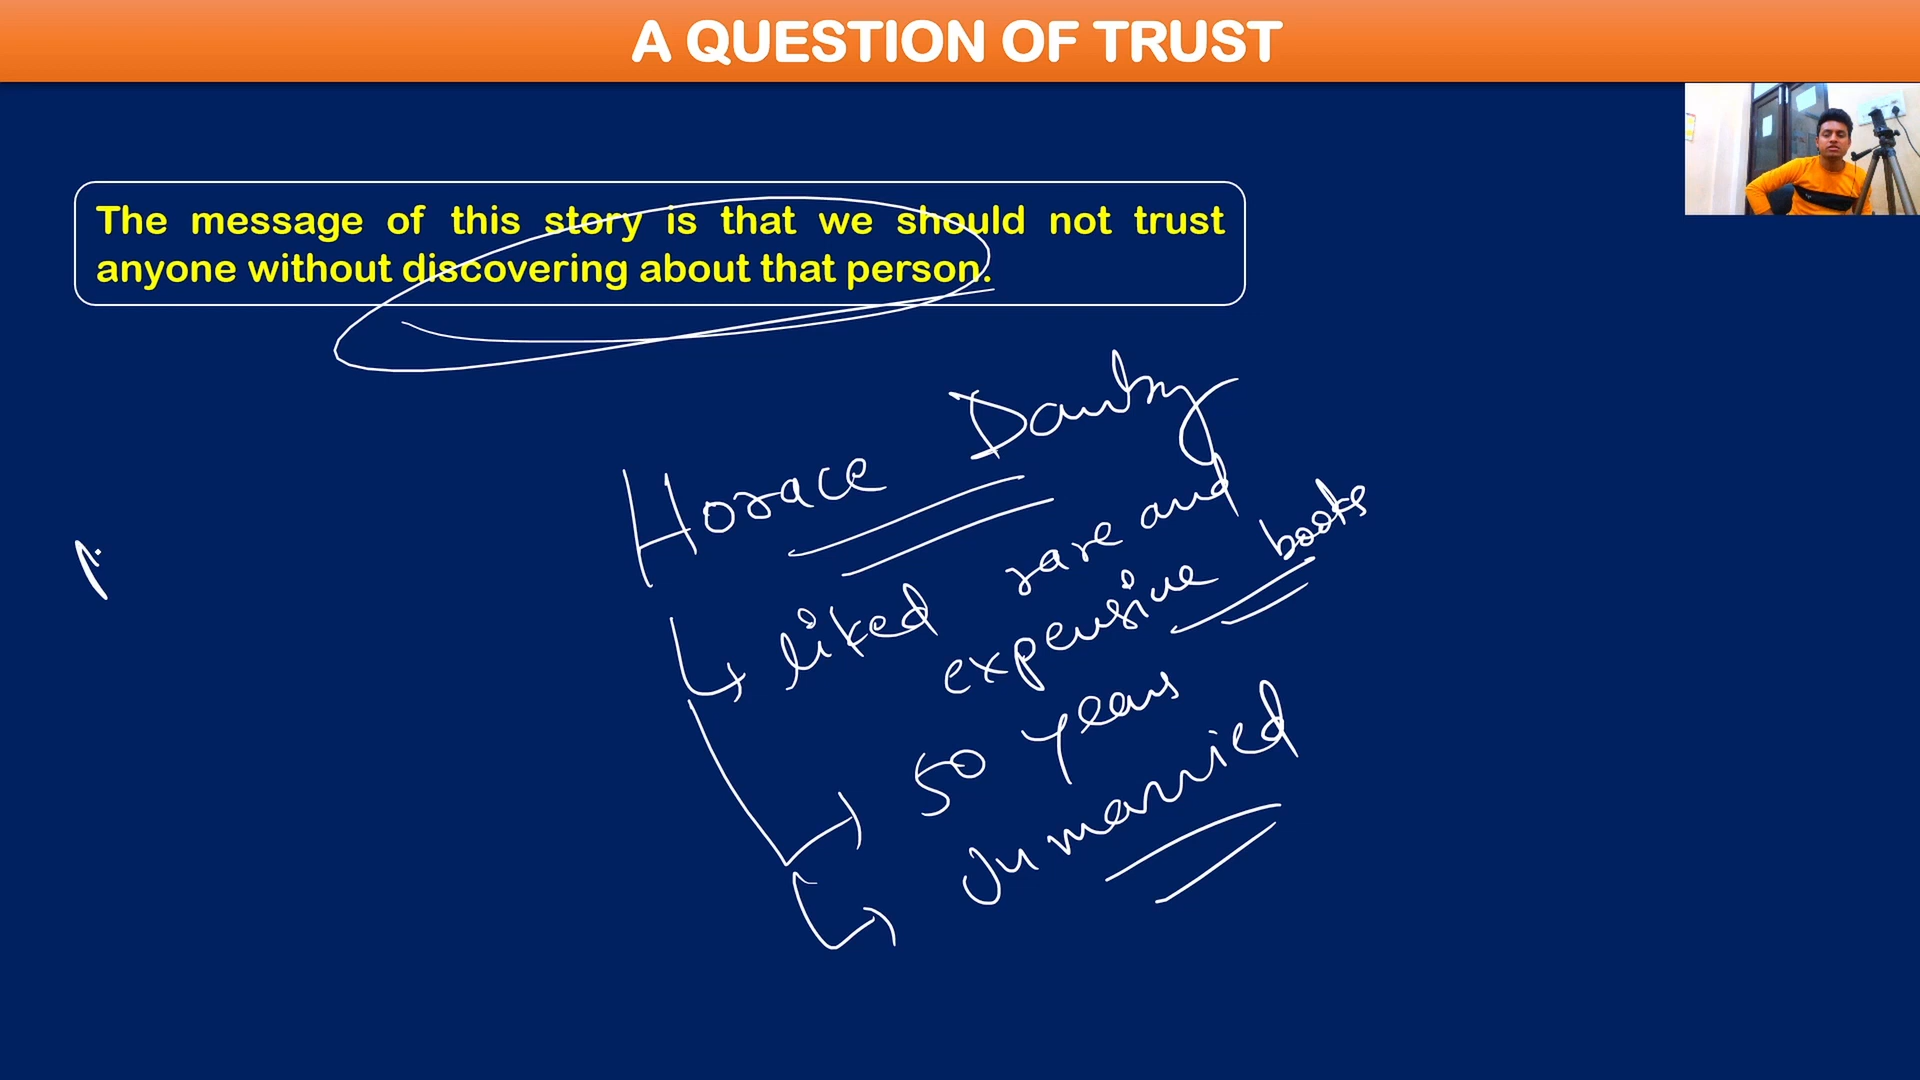 A QUESTION OF TRUST
The message of this story is that we should not trust
anyone without discovering about that person.
Horace Danby
liked rare and
expensive books
50 years
Unmarried